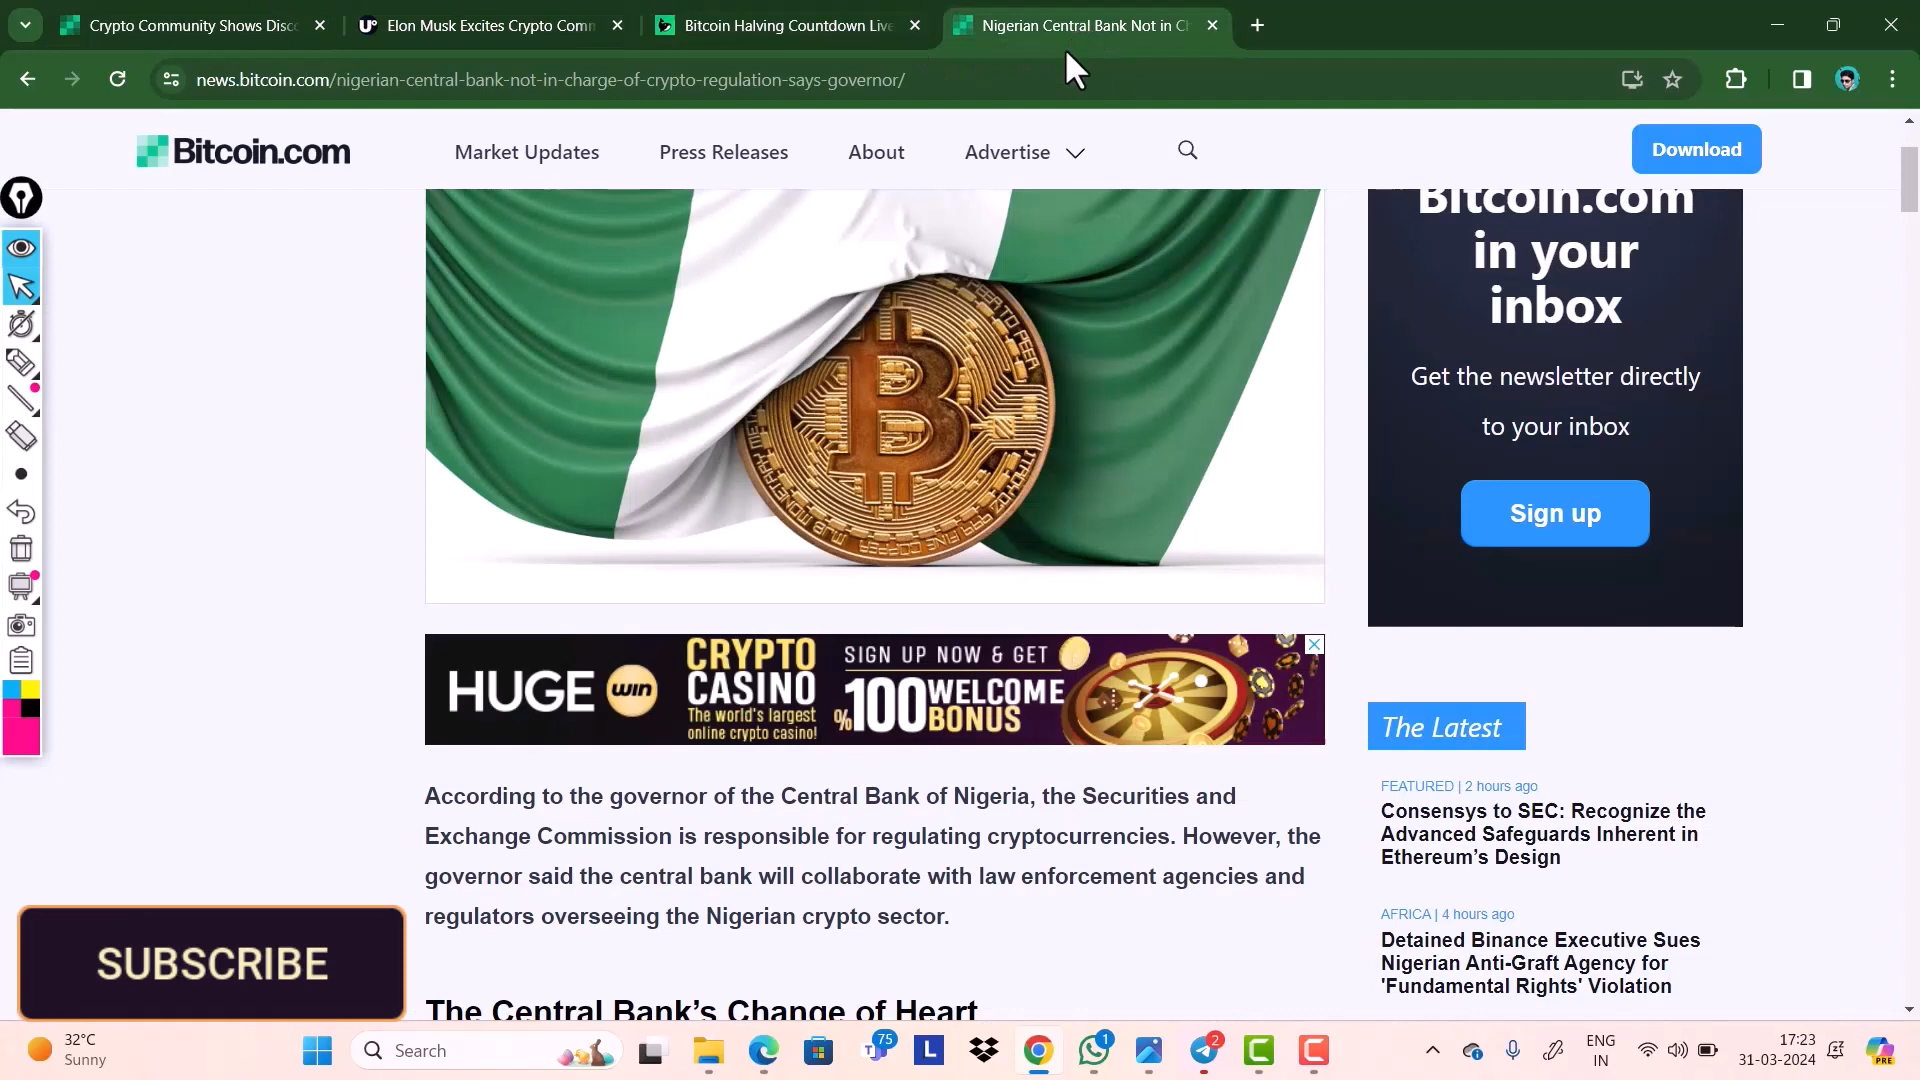 Crypto Community Shows Disco
Elon Musk Excites Crypto Comm
Bitcoin Halving Countdown Live
Nigerian Central Bank Not in Ch
news.bitcoin.com/nigerian-central-bank-not-in-charge-of-crypto-regulation-says-governor/
Bitcoin.com
Market Updates
Press Releases
About
Advertise
Download
Bitcoin.com
in your
inbox
Get the newsletter directly
to your inbox
Sign up
HUGE win
CRYPTO
CASINO
The world's largest
online crypto casino!
SIGN UP NOW & GET
%100 WELCOME
BONUS
According to the governor of the Central Bank of Nigeria, the Securities and
Exchange Commission is responsible for regulating cryptocurrencies. However, the
governor said the central bank will collaborate with law enforcement agencies and
regulators overseeing the Nigerian crypto sector.
The Central Bank's Change of Heart
The Latest
FEATURED | 2 hours ago
Consensys to SEC: Recognize the
Advanced Safeguards Inherent in
Ethereum's Design
AFRICA | 4 hours ago
Detained Binance Executive Sues
Nigerian Anti-Graft Agency for
'Fundamental Rights' Violation
SUBSCRIBE
32°C
Sunny
Search
75
L
1
2
ENG
IN
17:23
31-03-2024
PRE